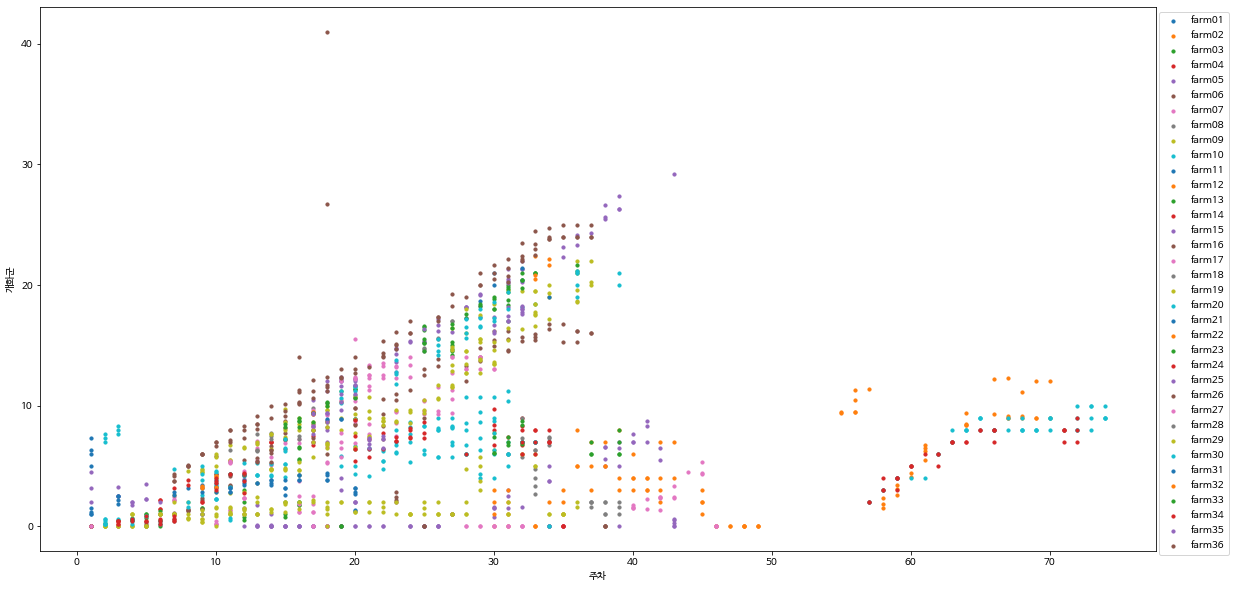 40
30
20
10
0
개화군
0
10
20
30
40
50
60
70
주차
farm01
farm02
farm03
farm04
farm05
farm06
farm07
farm08
farm09
farm10
farm11
farm12
farm13
farm14
farm15
farm16
farm17
farm18
farm19
farm20
farm21
farm22
farm23
farm24
farm25
farm26
farm27
farm28
farm29
farm30
farm31
farm32
farm33
farm34
farm35
farm36